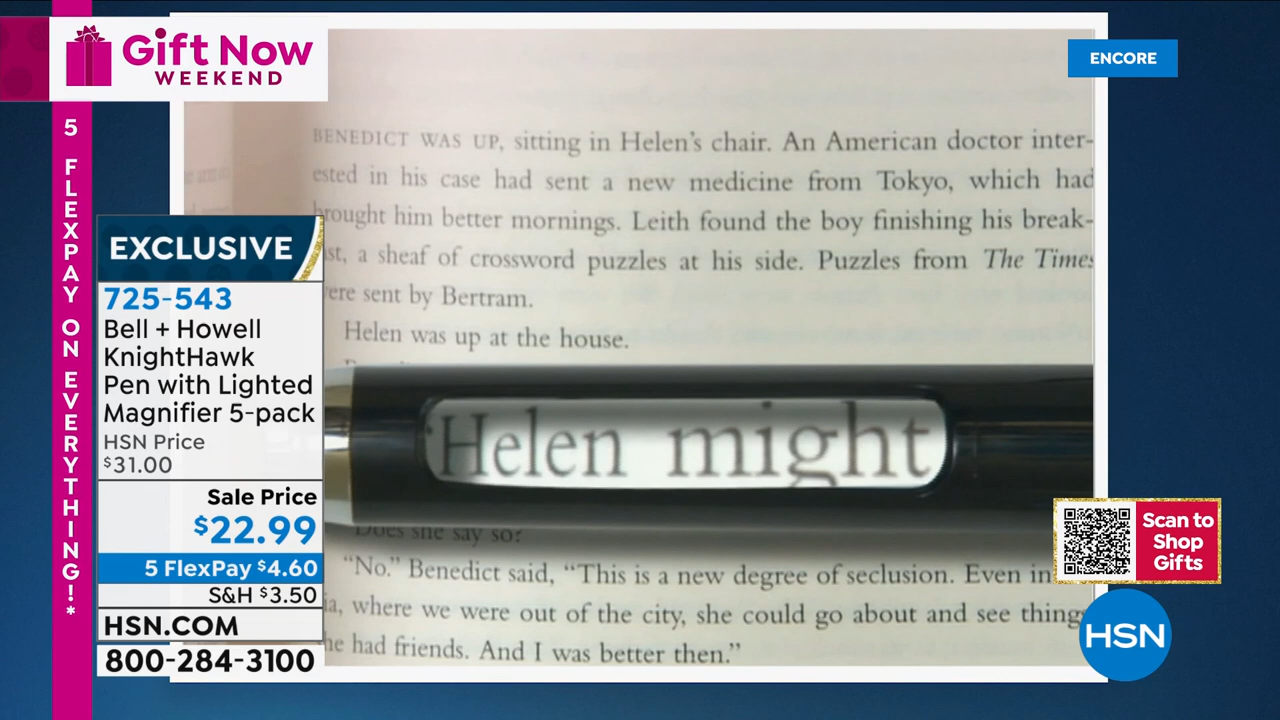 Gift Now
WEEKEND
5 FLEXPAY ON EVERYTHING!*
ENCORE
BENEDICT WAS UP, sitting in Helen's chair. An American doctor inter-
ested in his case had sent a new medicine from Tokyo, which had
brought him better mornings. Leith found the boy finishing his break-
st, a sheaf of crossword puzzles at his side. Puzzles from The Times
ere sent by Bertram.
Helen was up at the house.
Helen might
Does she say so?
"No." Benedict said, "This is a new degree of seclusion. Even in
ia, where we were out of the city, she could go about and see things
he had friends. And I was better then."
EXCLUSIVE
725-543
Bell + Howell
KnightHawk
Pen with Lighted
Magnifier 5-pack
HSN Price
$31.00
Sale Price
$22.99
5 FlexPay $4.60
S&H $3.50
HSN.COM
800-284-3100
Scan to
Shop
Gifts
HSN